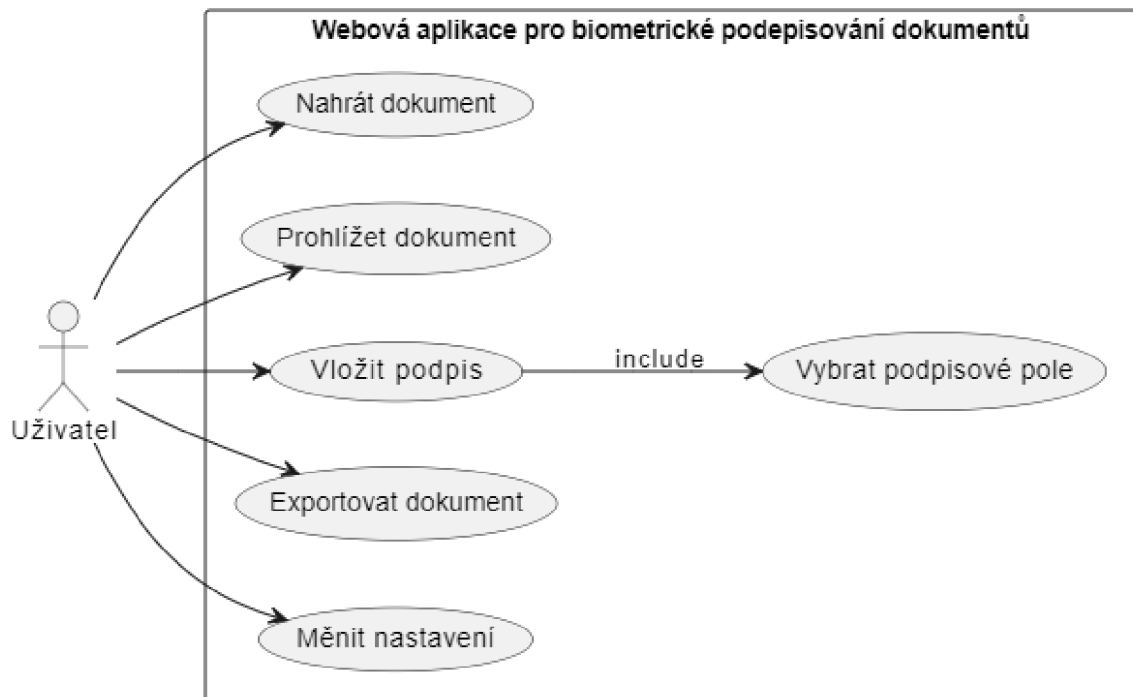 Webová aplikace pro biometrické podepisování dokumentů
Nahrát dokument
Prohlížet dokument
Vložit podpis
include
Vybrat podpisové pole
Uživatel
Exportovat dokument
Měnit nastavení